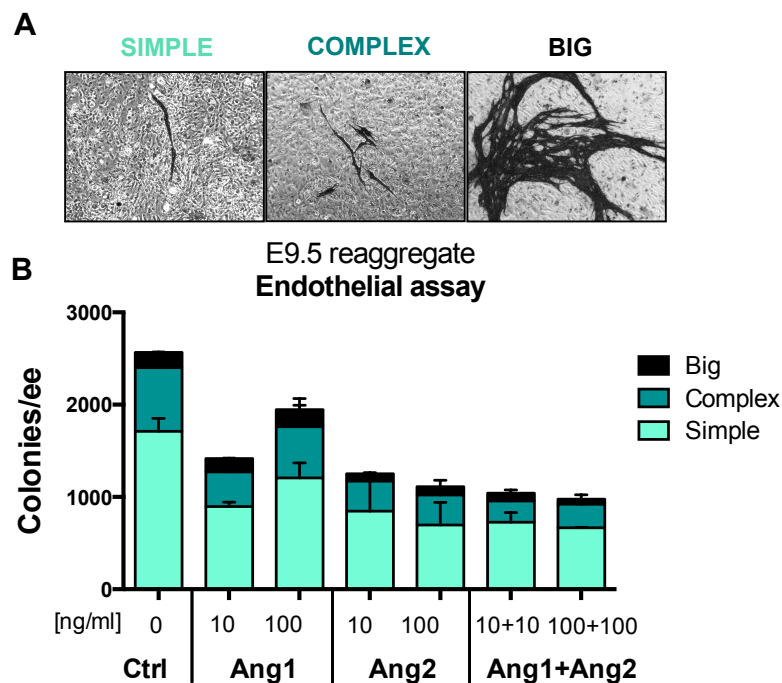 A
SIMPLE COMPLEX BIG
E9.5 reaggregate
B
Endothelial assay
3000
2000
1000
0
Colonies/ee
Big
Complex
Simple
[ng/ml] 0 10 100 10 100 10+10 100+100
Ctrl Ang1 Ang2 Ang1+Ang2